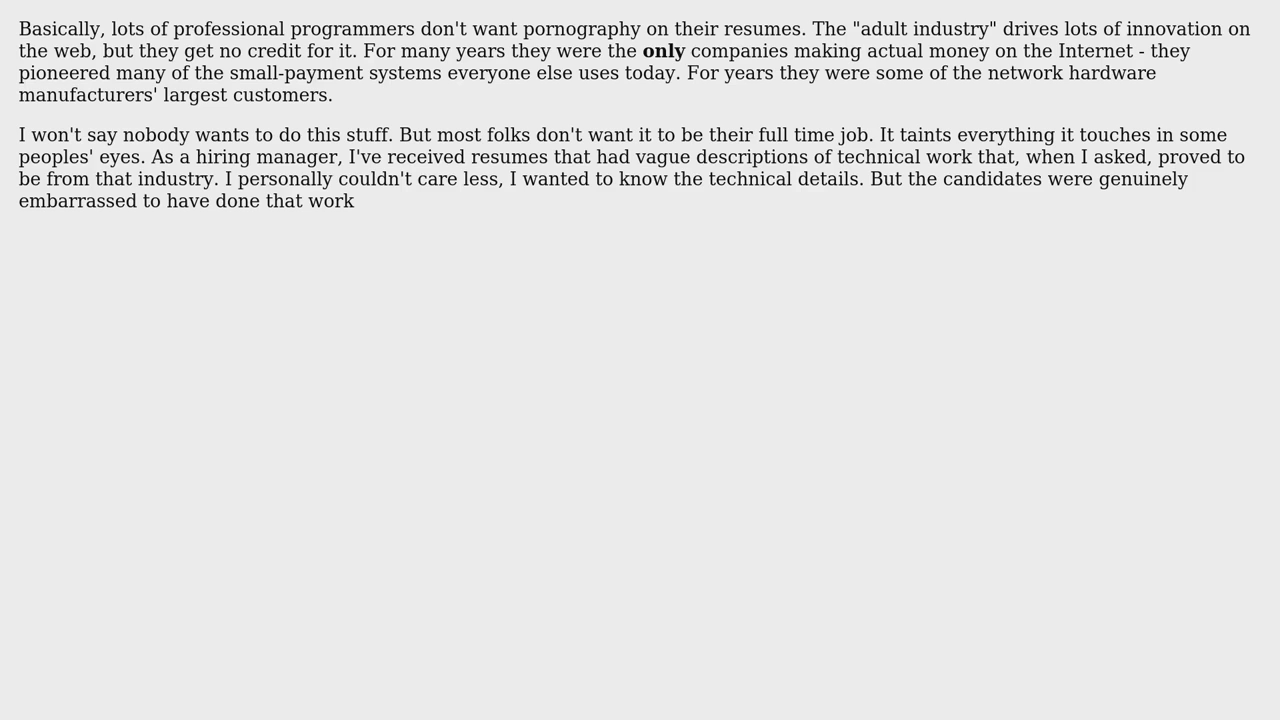 Basically, lots of professional programmers don't want pornography on their resumes. The "adult industry" drives lots of innovation on
the web, but they get no credit for it. For many years they were the only companies making actual money on the Internet - they
pioneered many of the small-payment systems everyone else uses today. For years they were some of the network hardware
manufacturers' largest customers.
I won't say nobody wants to do this stuff. But most folks don't want it to be their full time job. It taints everything it touches in some
peoples' eyes. As a hiring manager, I've received resumes that had vague descriptions of technical work that, when I asked, proved to
be from that industry. I personally couldn't care less, I wanted to know the technical details. But the candidates were genuinely
embarrassed to have done that work